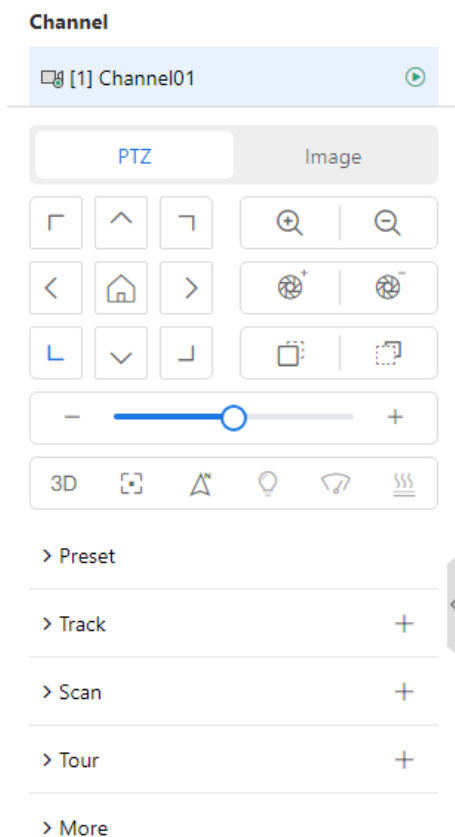 Channel
[1] Channel01
PTZ Image
3D N
Preset
Track
Scan
Tour
More